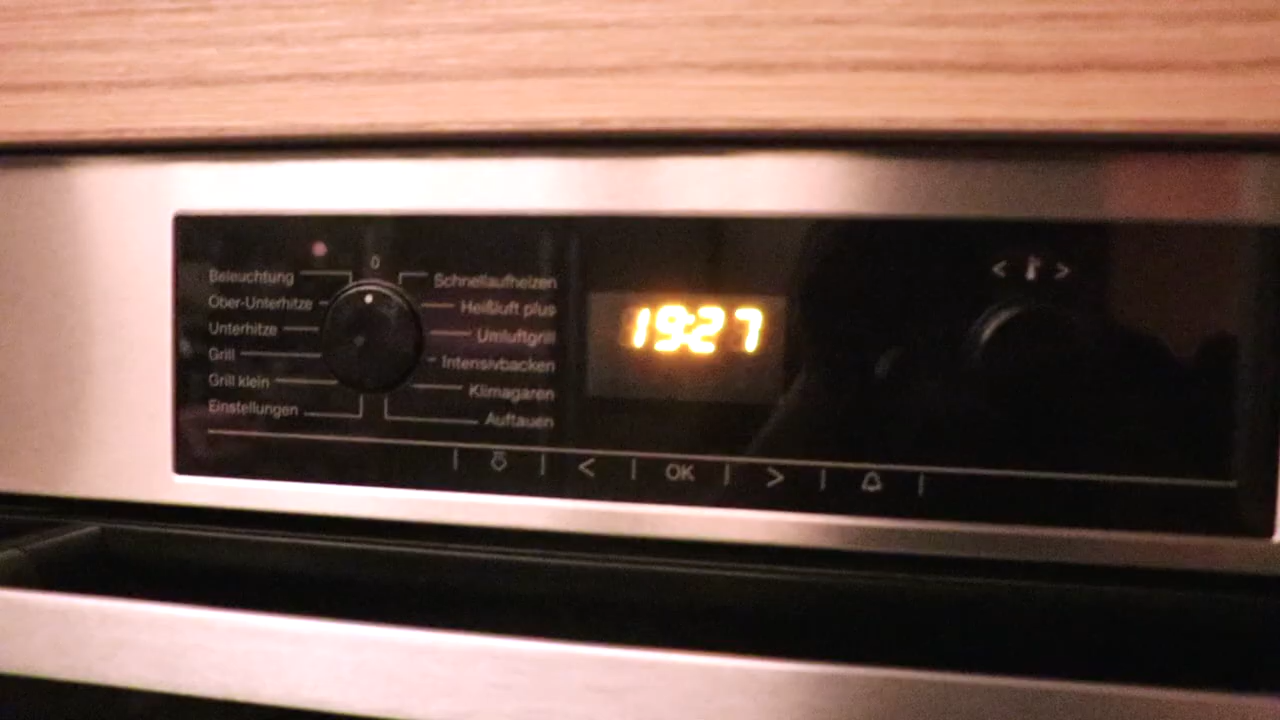 0
Beleuchtung
Ober-Unterhitze
Unterhitze
Grill
Grill klein
Einstellungen
Schnellaufheizen
Heißluft plus
Umluftgrill
Intensivbacken
Klimagaren
Auftauen
19:27
< >
< OK >